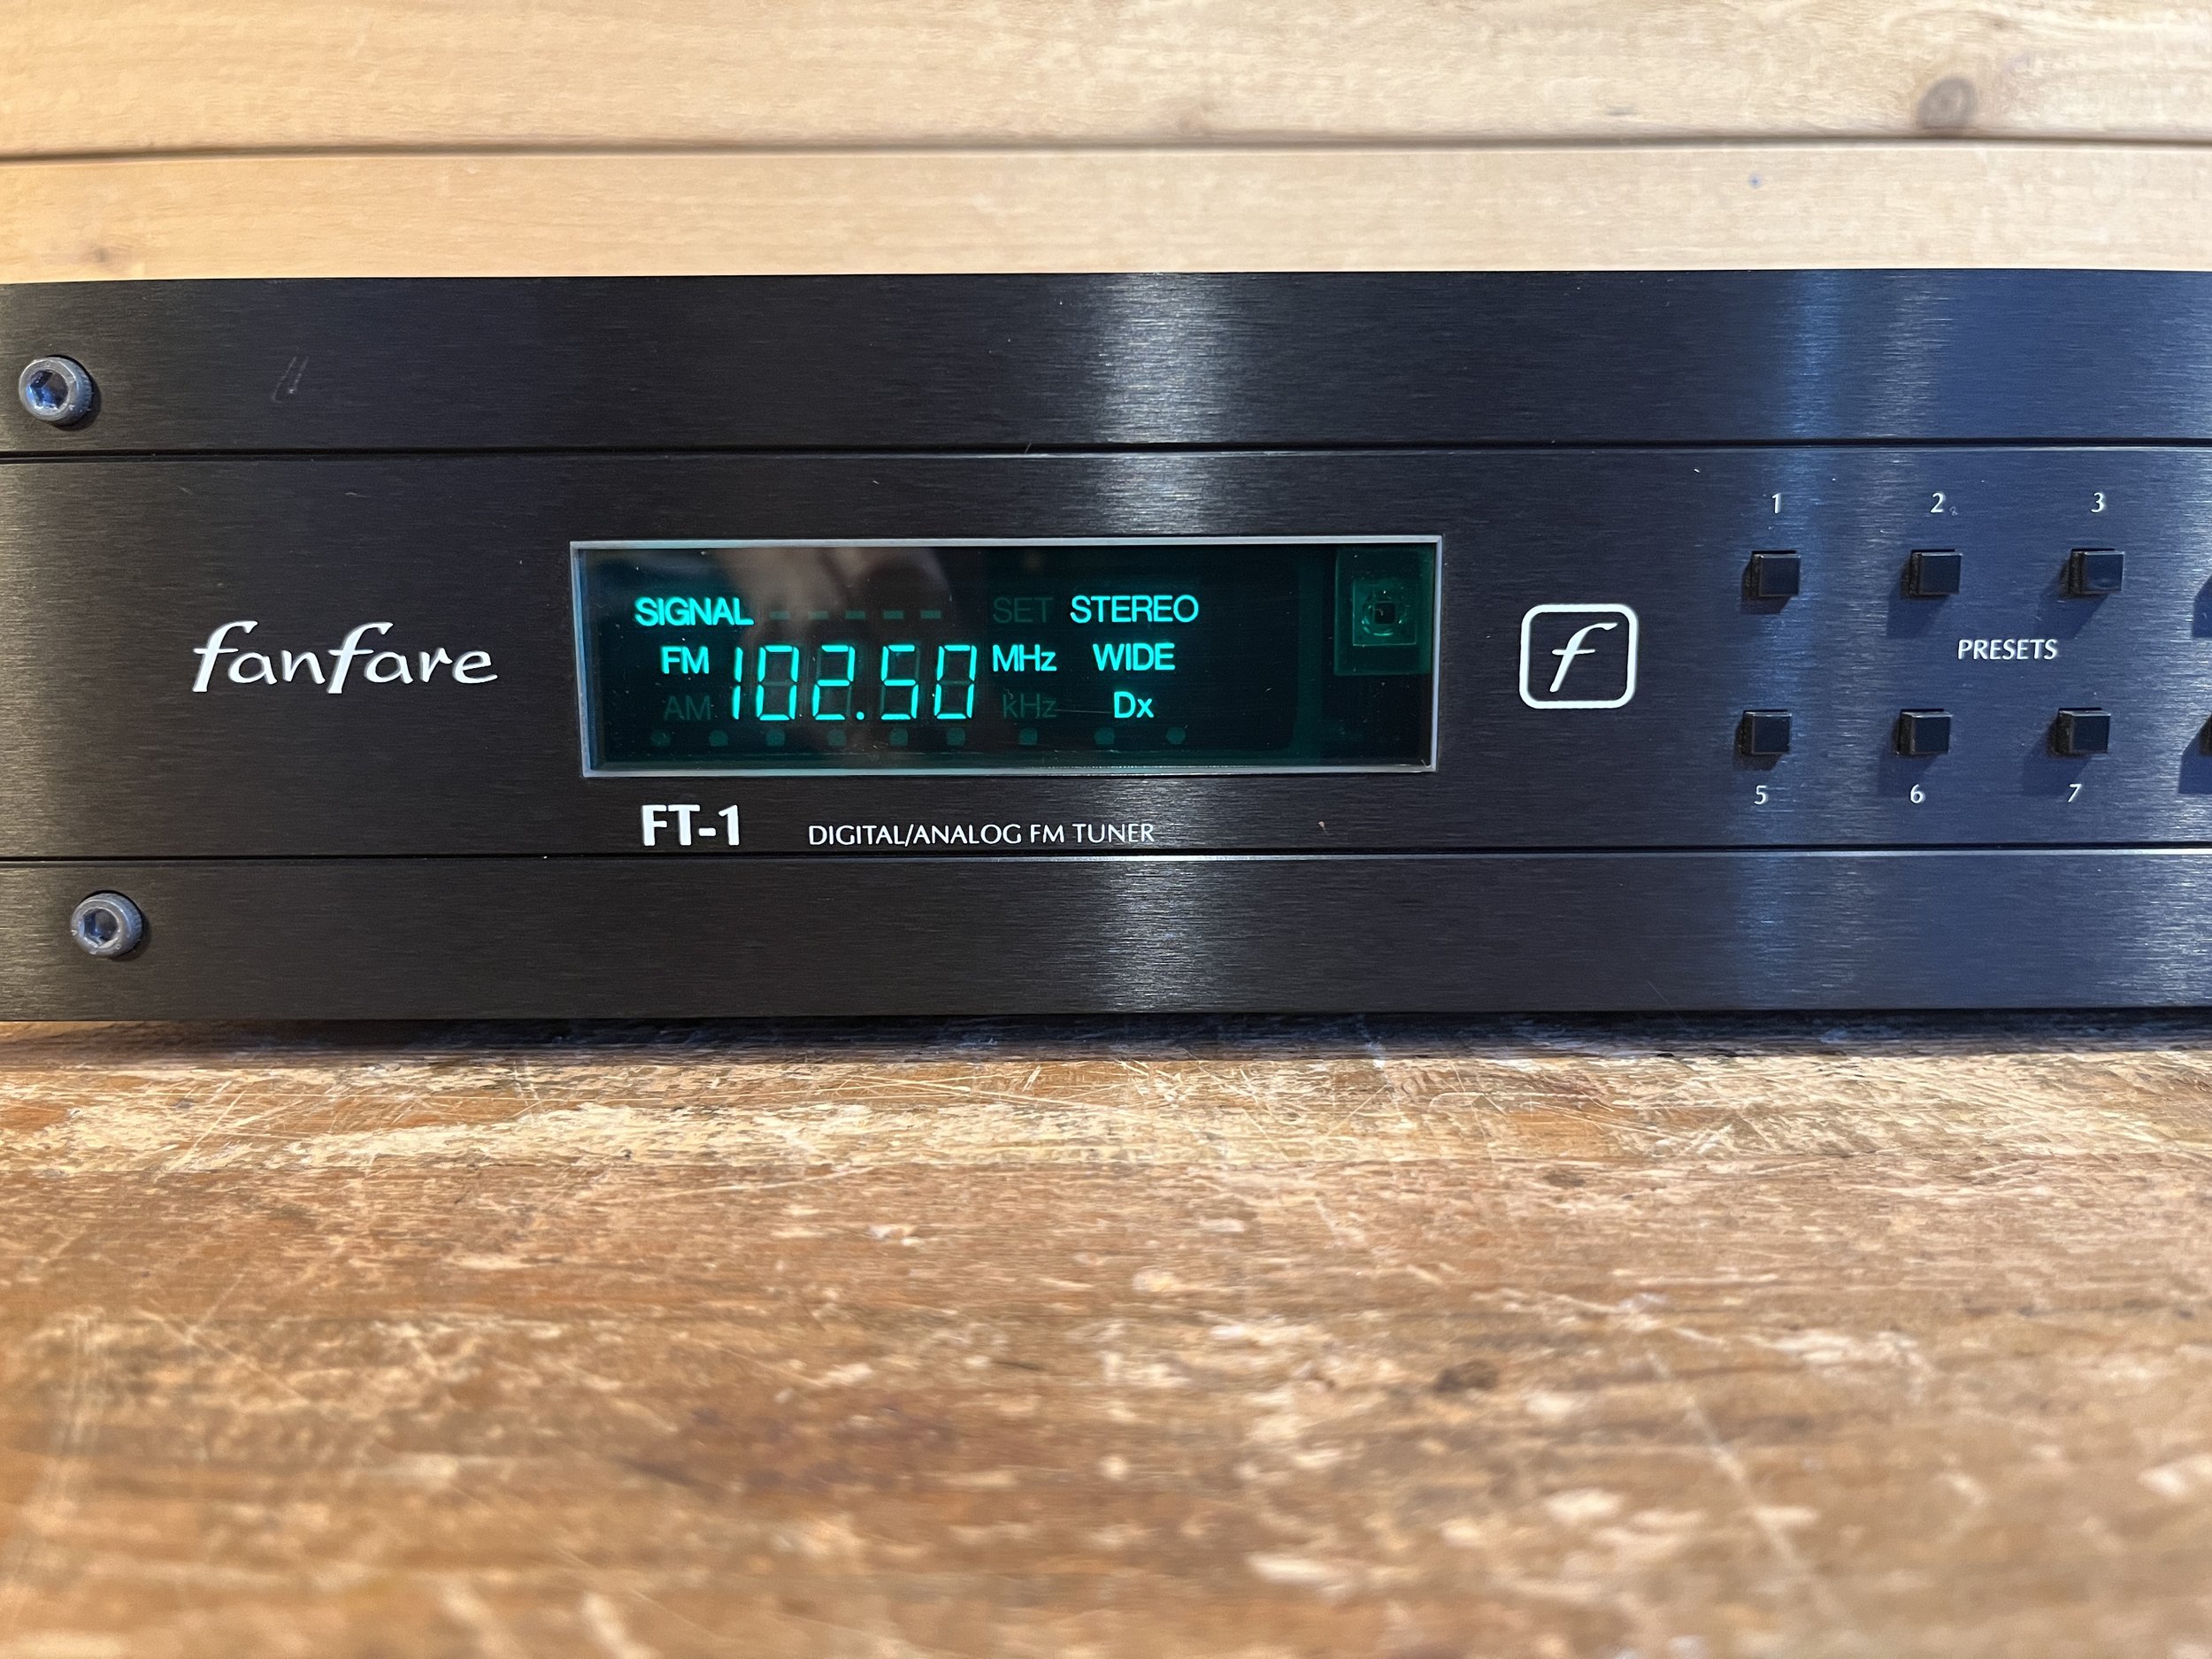 fanfare
SIGNAL SET STEREO
FM 102.50 MHz WIDE
AM kHz Dx
FT-1 DIGITAL/ANALOG FM TUNER
f
1 2 3
PRESETS
5 6 7